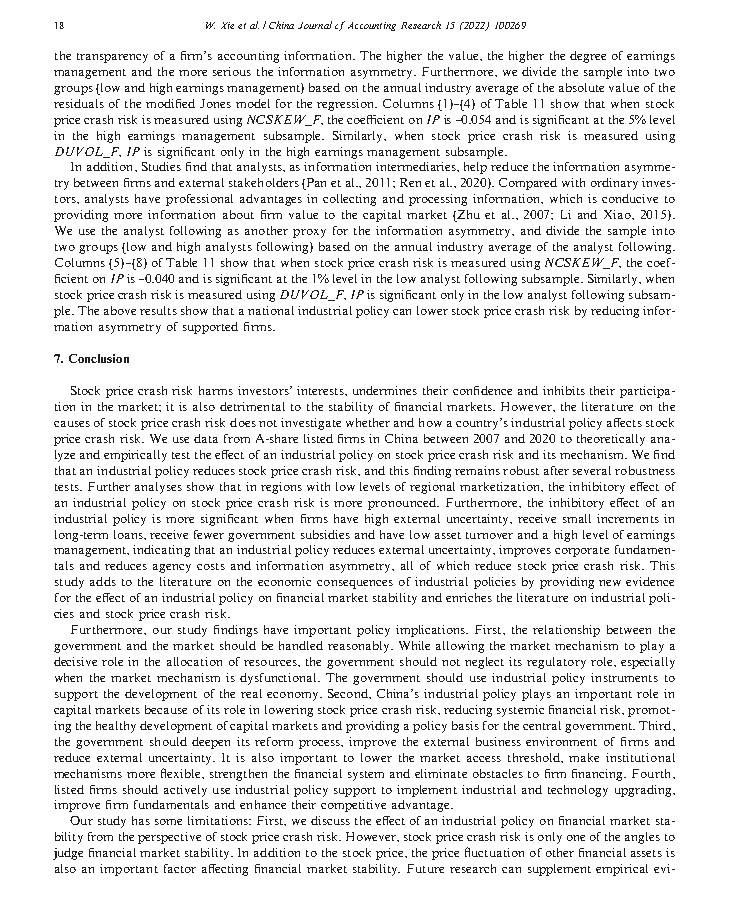 18
W. Xie et al. / China Journal of Accounting Research 15 (2022) 100269
the transparency of a firm's accounting information. The higher the value, the higher the degree of earnings
management and the more serious the information asymmetry. Furthermore, we divide the sample into two
groups (low and high earnings management) based on the annual industry average of the absolute value of the
residuals of the modified Jones model for the regression. Columns (1)–(4) of Table 11 show that when stock
price crash risk is measured using NCSKEW_F, the coefficient on IP is –0.054 and is significant at the 5% level
in the high earnings management subsample. Similarly, when stock price crash risk is measured using
DUVOL_F, IP is significant only in the high earnings management subsample.
In addition, Studies find that analysts, as information intermediaries, help reduce the information asymme-
try between firms and external stakeholders (Pan et al., 2011; Ren et al., 2020). Compared with ordinary inves-
tors, analysts have professional advantages in collecting and processing information, which is conducive to
providing more information about firm value to the capital market (Zhu et al., 2007; Li and Xiao, 2015).
We use the analyst following as another proxy for the information asymmetry, and divide the sample into
two groups (low and high analysts following) based on the annual industry average of the analyst following.
Columns (5)–(8) of Table 11 show that when stock price crash risk is measured using NCSKEW_F, the coef-
ficient on IP is –0.040 and is significant at the 1% level in the low analyst following subsample. Similarly, when
stock price crash risk is measured using DUVOL_F, IP is significant only in the low analyst following subsam-
ple. The above results show that a national industrial policy can lower stock price crash risk by reducing infor-
mation asymmetry of supported firms.
7. Conclusion
Stock price crash risk harms investors' interests, undermines their confidence and inhibits their participa-
tion in the market; it is also detrimental to the stability of financial markets. However, the literature on the
causes of stock price crash risk does not investigate whether and how a country's industrial policy affects stock
price crash risk. We use data from A-share listed firms in China between 2007 and 2020 to theoretically ana-
lyze and empirically test the effect of an industrial policy on stock price crash risk and its mechanism. We find
that an industrial policy reduces stock price crash risk, and this finding remains robust after several robustness
tests. Further analyses show that in regions with low levels of regional marketization, the inhibitory effect of
an industrial policy on stock price crash risk is more pronounced. Furthermore, the inhibitory effect of an
industrial policy is more significant when firms have high external uncertainty, receive small increments in
long-term loans, receive fewer government subsidies and have low asset turnover and a high level of earnings
management, indicating that an industrial policy reduces external uncertainty, improves corporate fundamen-
tals and reduces agency costs and information asymmetry, all of which reduce stock price crash risk. This
study adds to the literature on the economic consequences of industrial policies by providing new evidence
for the effect of an industrial policy on financial market stability and enriches the literature on industrial poli-
cies and stock price crash risk.
Furthermore, our study findings have important policy implications. First, the relationship between the
government and the market should be handled reasonably. While allowing the market mechanism to play a
decisive role in the allocation of resources, the government should not neglect its regulatory role, especially
when the market mechanism is dysfunctional. The government should use industrial policy instruments to
support the development of the real economy. Second, China's industrial policy plays an important role in
capital markets because of its role in lowering stock price crash risk, reducing systemic financial risk, promot-
ing the healthy development of capital markets and providing a policy basis for the central government. Third,
the government should deepen its reform process, improve the external business environment of firms and
reduce external uncertainty. It is also important to lower the market access threshold, make institutional
mechanisms more flexible, strengthen the financial system and eliminate obstacles to firm financing. Fourth,
listed firms should actively use industrial policy support to implement industrial and technology upgrading,
improve firm fundamentals and enhance their competitive advantage.
Our study has some limitations: First, we discuss the effect of an industrial policy on financial market sta-
bility from the perspective of stock price crash risk. However, stock price crash risk is only one of the angles to
judge financial market stability. In addition to the stock price, the price fluctuation of other financial assets is
also an important factor affecting financial market stability. Future research can supplement empirical evi-